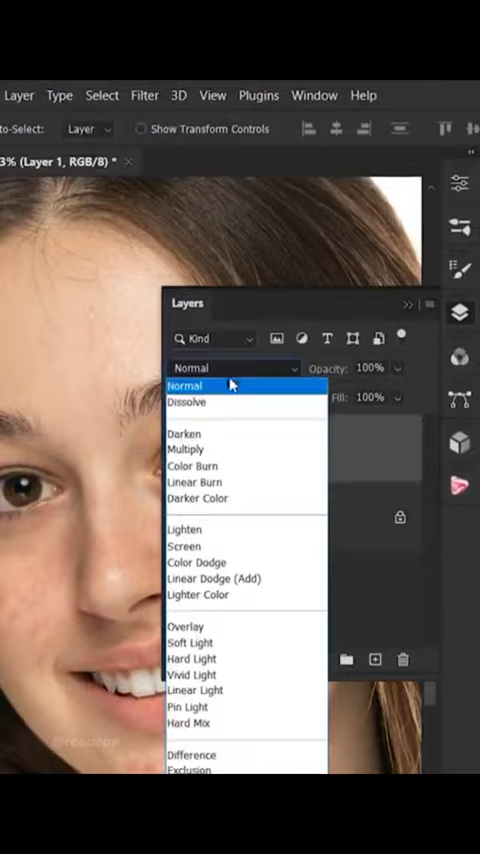 Layer Type Select Filter 3D View Plugins Window Help
to-Select: Layer Show Transform Controls
3% (Layer 1, RGB/8) *
Layers
Kind
Normal Opacity: 100%
Normal
Fill: 100%
Dissolve
Darken
Multiply
Color Burn
Linear Burn
Darker Color
Lighten
Screen
Color Dodge
Linear Dodge (Add)
Lighter Color
Overlay
Soft Light
Hard Light
Vivid Light
Linear Light
Pin Light
Hard Mix
Difference
Exclusion